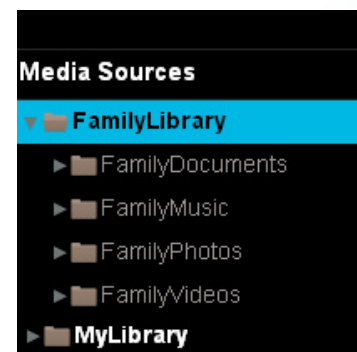 Media Sources
FamilyLibrary
FamilyDocuments
FamilyMusic
FamilyPhotos
FamilyVideos
MyLibrary